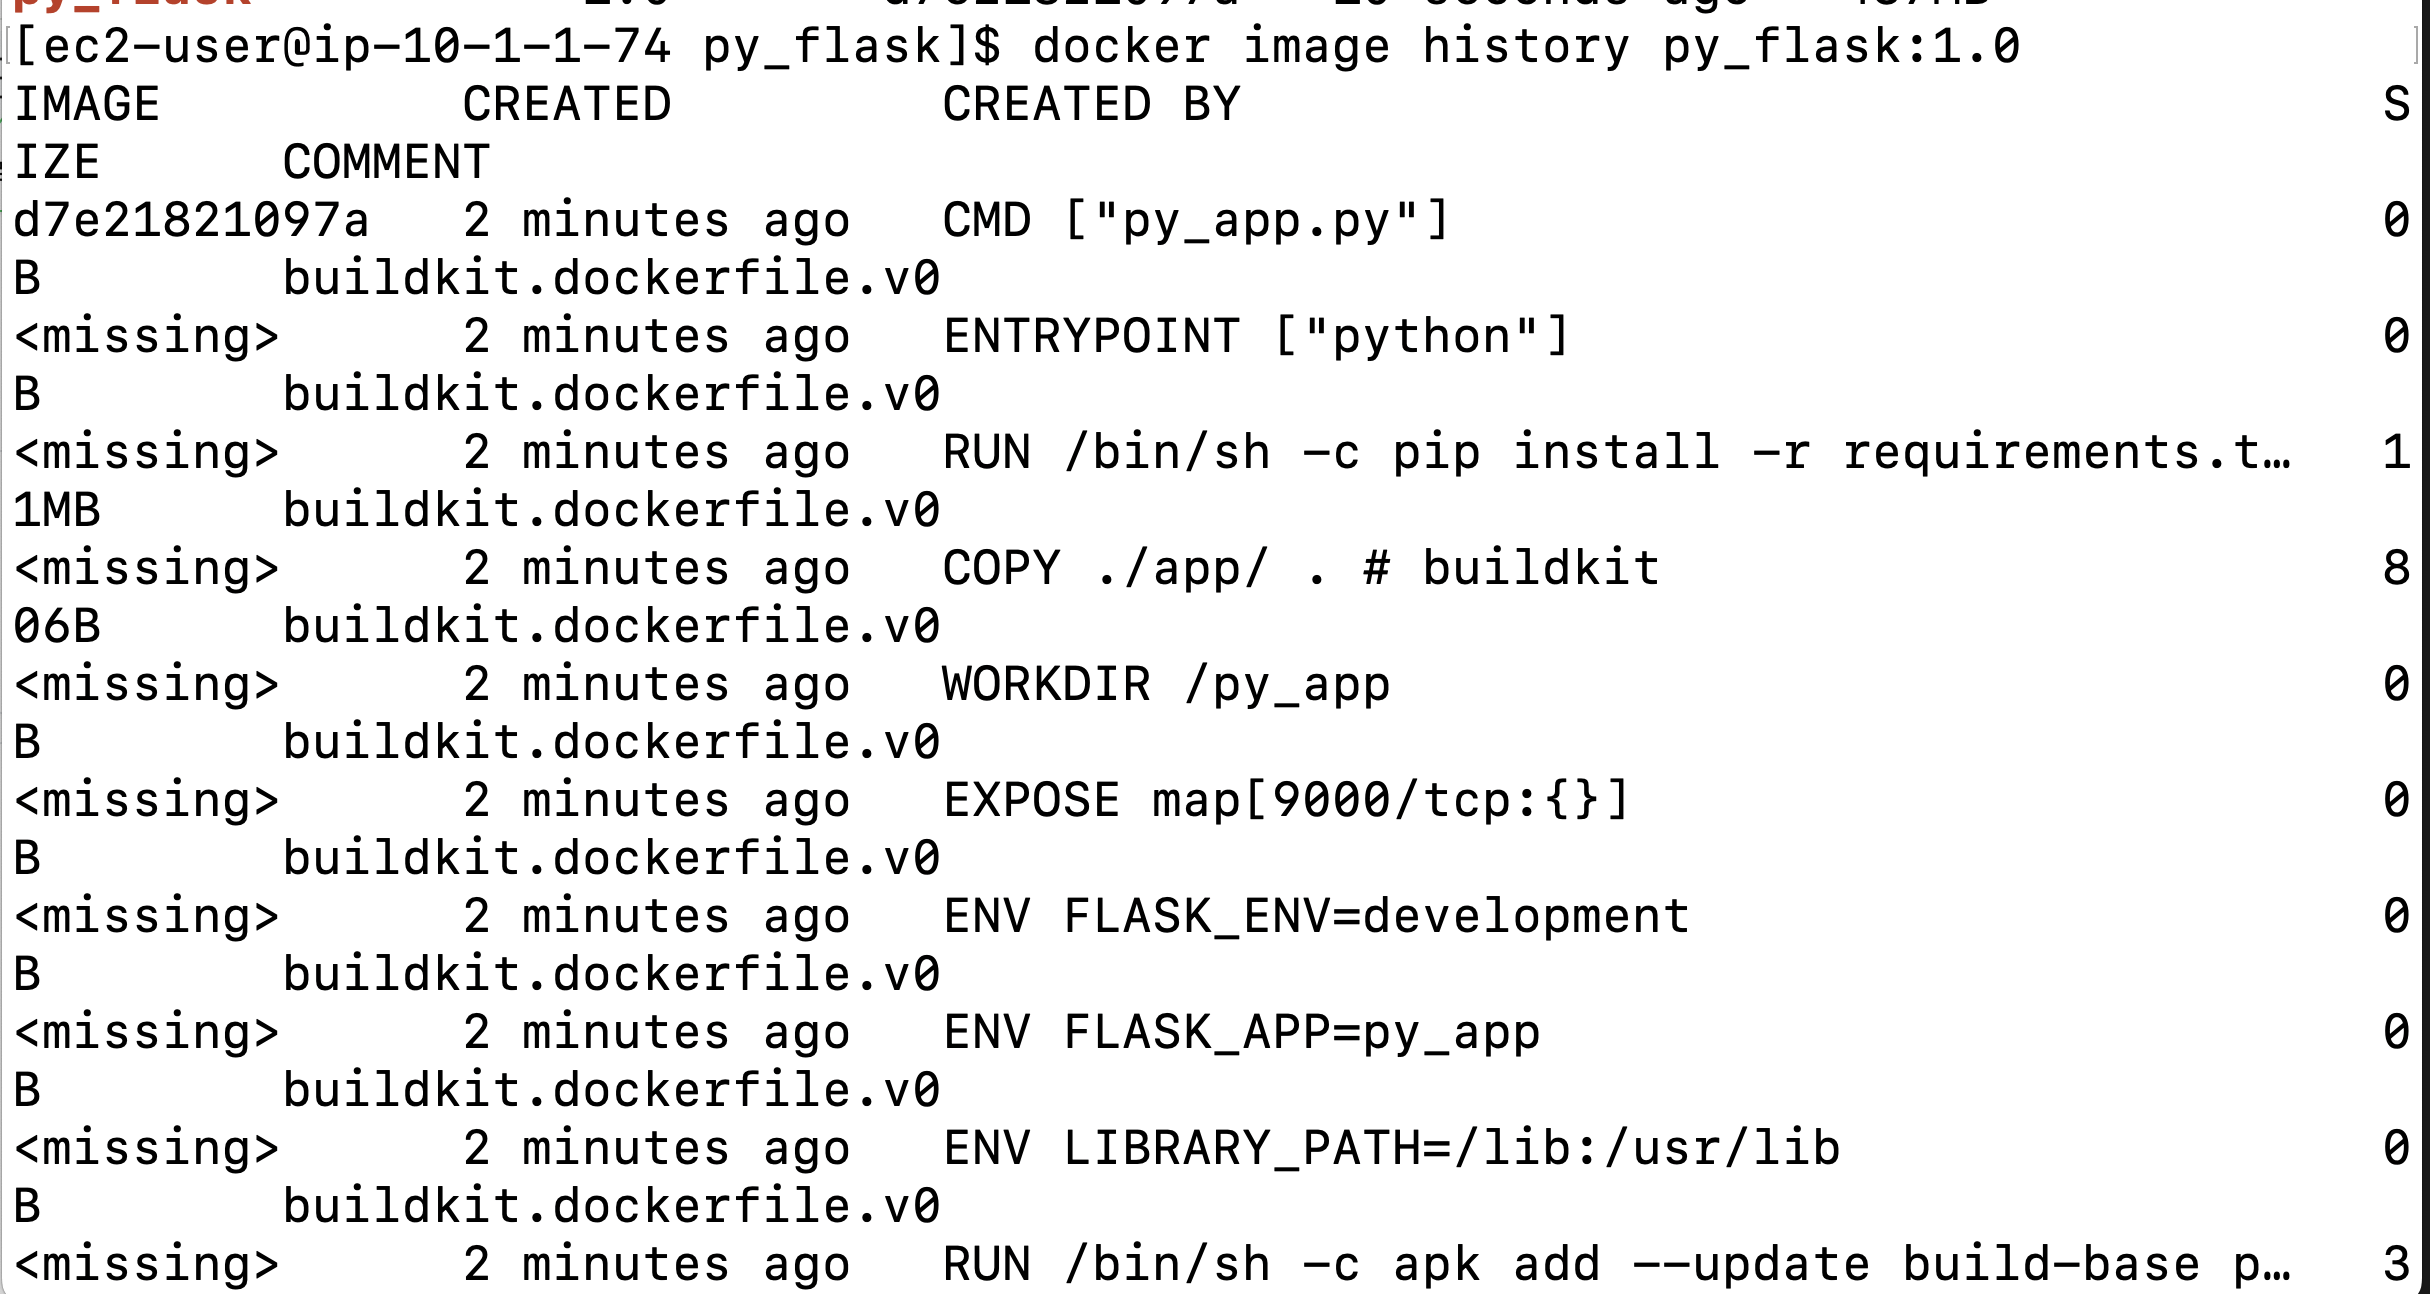 [ec2-user@ip-10-1-1-74 py_flask]$ docker image history py_flask:1.0
IMAGE CREATED CREATED BY S
IZE COMMENT
d7e21821097a 2 minutes ago CMD ["py_app.py"] 0
B buildkit.dockerfile.v0
<missing> 2 minutes ago ENTRYPOINT ["python"] 0
B buildkit.dockerfile.v0
<missing> 2 minutes ago RUN /bin/sh -c pip install -r requirements.t… 1
1MB buildkit.dockerfile.v0
<missing> 2 minutes ago COPY ./app/ . # buildkit 8
06B buildkit.dockerfile.v0
<missing> 2 minutes ago WORKDIR /py_app 0
B buildkit.dockerfile.v0
<missing> 2 minutes ago EXPOSE map[9000/tcp:{}] 0
B buildkit.dockerfile.v0
<missing> 2 minutes ago ENV FLASK_ENV=development 0
B buildkit.dockerfile.v0
<missing> 2 minutes ago ENV FLASK_APP=py_app 0
B buildkit.dockerfile.v0
<missing> 2 minutes ago ENV LIBRARY_PATH=/lib:/usr/lib 0
B buildkit.dockerfile.v0
<missing> 2 minutes ago RUN /bin/sh -c apk add --update build-base p… 3